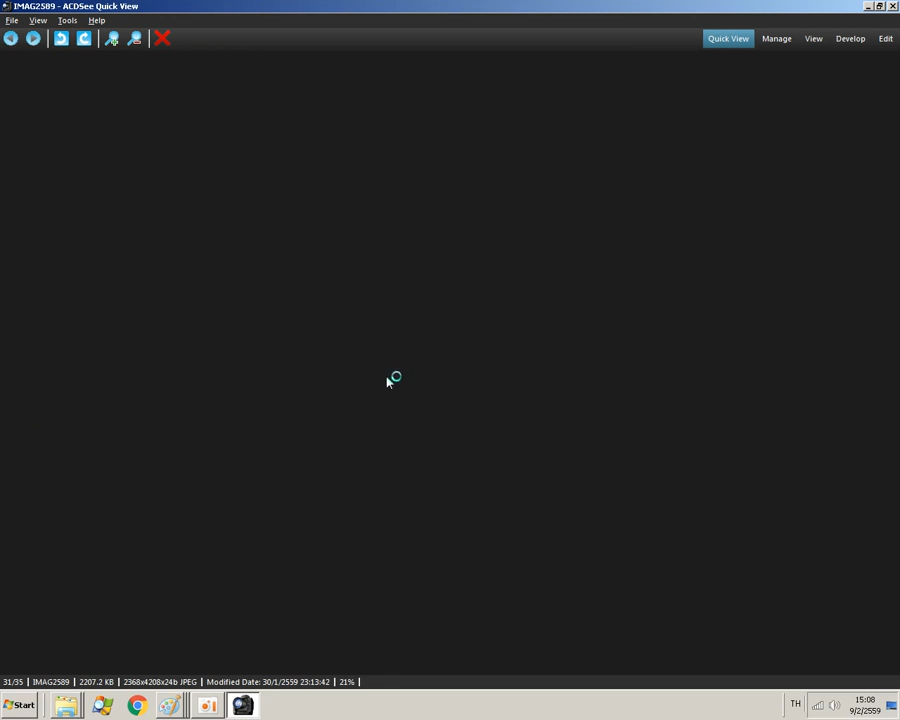 IMAG2589 - ACDSee Quick View
File View Tools Help
Quick View Manage View Develop Edit
31/35 | IMAG2589 | 2207.2 KB | 2368x4208x24b JPEG | Modified Date: 30/1/2559 23:13:42 | 21% |
Start
TH
15:08
9/2/2559